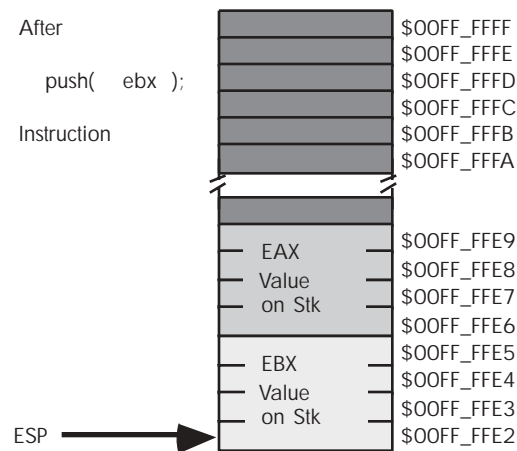 After
push( ebx );
Instruction
$00FF_FFFF
$00FF_FFFE
$00FF_FFFD
$00FF_FFFC
$00FF_FFFB
$00FF_FFFA
EAX
Value
on Stk
$00FF_FFE9
$00FF_FFE8
$00FF_FFE7
$00FF_FFE6
EBX
Value
on Stk
$00FF_FFE5
$00FF_FFE4
$00FF_FFE3
$00FF_FFE2
ESP